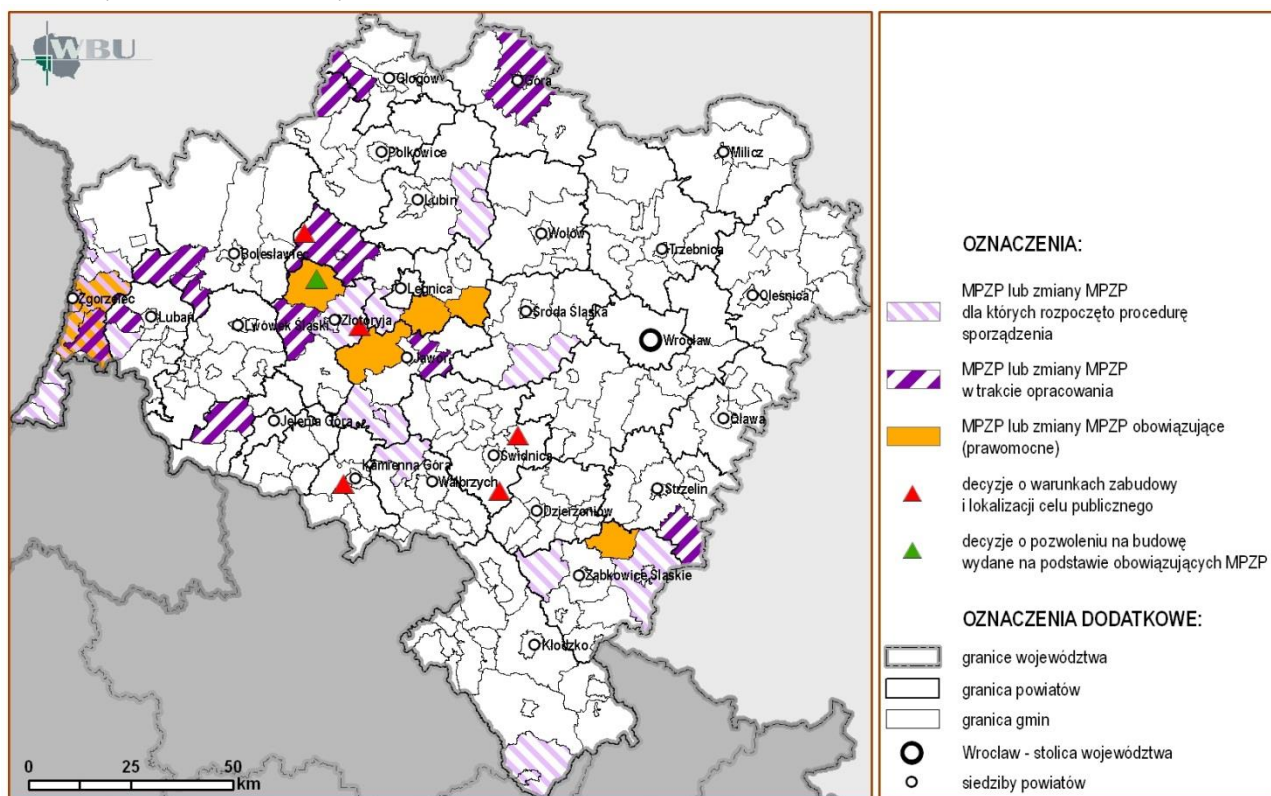 WBU
Głogów
Góra
Polkowice
Milicz
Lubin
Wołów
Trzebnica
Bolesławiec
Legnica
Oleśnica
Zgorzelec
Lubań
Lwówek Śląski
Złotoryja
Środa Śląska
Wrocław
Jawor
Jelenia Góra
Oława
Świdnica
Kamienna Góra
Wałbrzych
Strzelin
Dzierżoniów
Ząbkowice Śląskie
Kłodzko
0 25 50
km
OZNACZENIA:
MPZP lub zmiany MPZP
dla których rozpoczęto procedurę
sporządzenia
MPZP lub zmiany MPZP
w trakcie opracowania
MPZP lub zmiany MPZP obowiązujące
(prawomocne)
decyzje o warunkach zabudowy
i lokalizacji celu publicznego
decyzje o pozwoleniu na budowę
wydane na podstawie obowiązujących MPZP
OZNACZENIA DODATKOWE:
granice województwa
granica powiatów
granica gmin
Wrocław - stolica województwa
siedziby powiatów